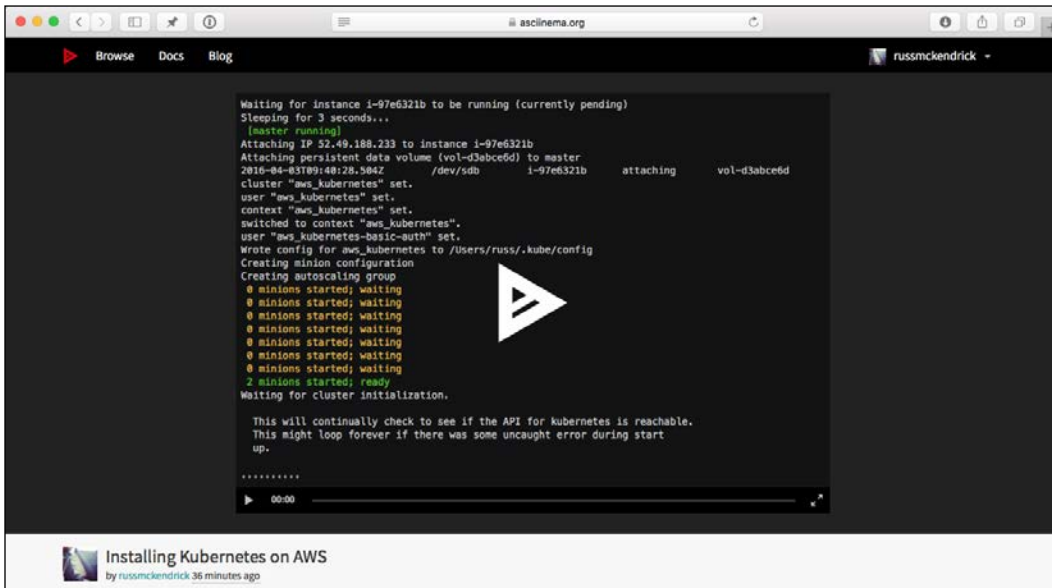 asciinema.org
Browse Docs Blog
russmckendrick
Waiting for instance i-97e6321b to be running (currently pending)
Sleeping for 3 seconds...
[master running]
Attaching IP 52.49.188.233 to instance i-97e6321b
Attaching persistent data volume (vol-d3abce6d) to master
2016-04-03T09:40:28.504Z /dev/sdb i-97e6321b attaching vol-d3abce6d
cluster "aws_kubernetes" set.
user "aws_kubernetes" set.
context "aws_kubernetes" set.
switched to context "aws_kubernetes".
user "aws_kubernetes-basic-auth" set.
Wrote config for aws_kubernetes to /Users/russ/.kube/config
Creating minion configuration
Creating autoscaling group
0 minions started; waiting
0 minions started; waiting
0 minions started; waiting
0 minions started; waiting
0 minions started; waiting
0 minions started; waiting
0 minions started; waiting
2 minions started; ready
Waiting for cluster initialization.
This will continually check to see if the API for kubernetes is reachable.
This might loop forever if there was some uncaught error during start
up.
..........
00:00
Installing Kubernetes on AWS
by russmckendrick 36 minutes ago